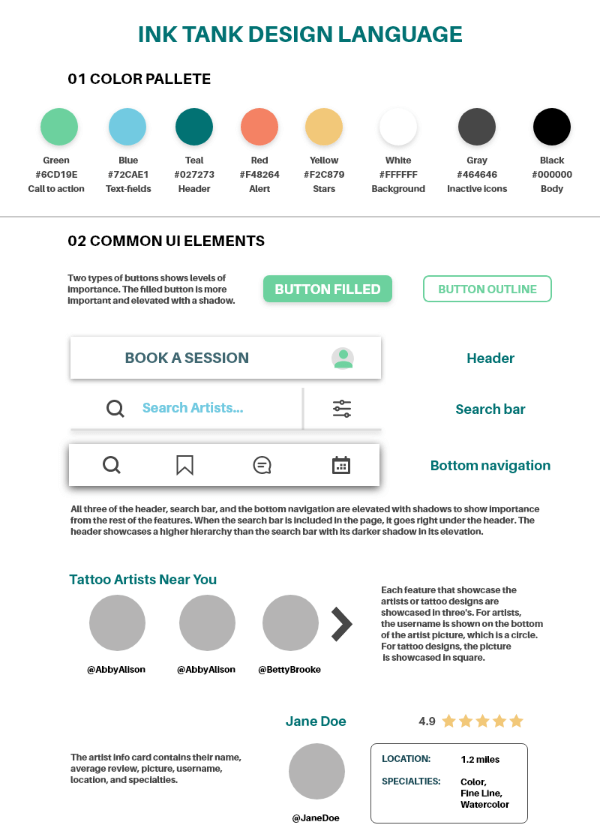 INK TANK DESIGN LANGUAGE
01 COLOR PALLETE
Green Blue Teal Red Yellow White Gray Black
#6CD19E #72CAE1 #027273 #F48264 #F2C879 #FFFFFF #464646 #000000
Call to action Text-fields Header Alert Stars Background Inactive icons Body
02 COMMON UI ELEMENTS
Two types of buttons shows levels of
importance. The filled button is more
important and elevated with a shadow.
BUTTON FILLED
BUTTON OUTLINE
BOOK A SESSION
Header
Search Artists...
Search bar
Bottom navigation
All three of the header, search bar, and the bottom navigation are elevated with shadows to show importance
from the rest of the features. When the search bar is included in the page, it goes right under the header. The
header showcases a higher hierarchy than the search bar with its darker shadow in its elevation.
Tattoo Artists Near You
@AbbyAlison @AbbyAlison @BettyBrooke
Each feature that showcase the
artists or tattoo designs are
showcased in three's. For artists,
the username is shown on the bottom
of the artist picture, which is a circle.
For tattoo designs, the picture
is showcased in square.
Jane Doe 4.9
The artist info card contains their name,
average review, picture, username,
location, and specialties.
@JaneDoe
LOCATION: 1.2 miles
SPECIALTIES: Color,
Fine Line,
Watercolor